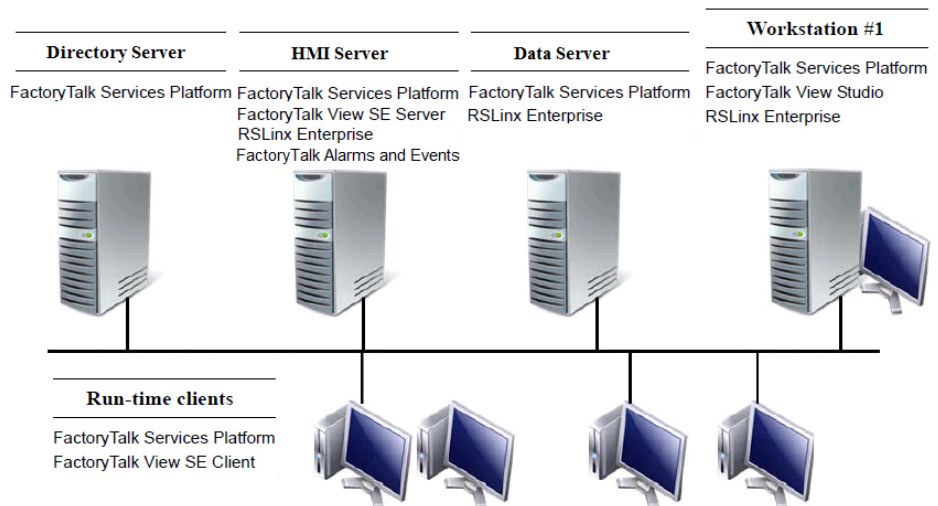 Directory Server
FactoryTalk Services Platform
HMI Server
FactoryTalk Services Platform
FactoryTalk View SE Server
RSLinx Enterprise
FactoryTalk Alarms and Events
Data Server
FactoryTalk Services Platform
RSLinx Enterprise
Workstation #1
FactoryTalk Services Platform
FactoryTalk View Studio
RSLinx Enterprise
Run-time clients
FactoryTalk Services Platform
FactoryTalk View SE Client